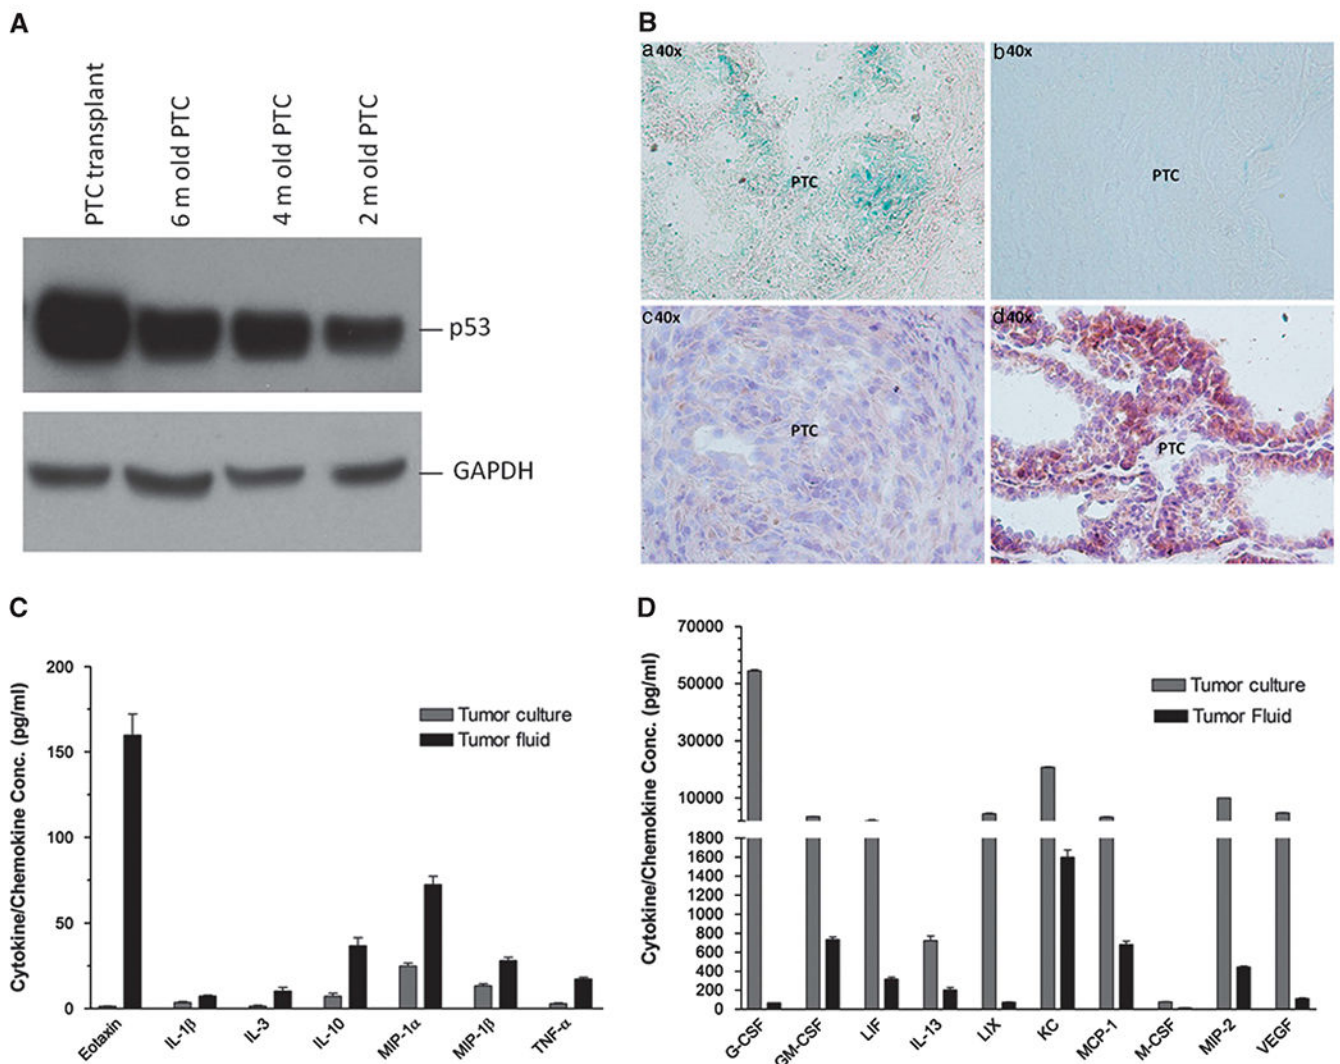 A
PTC transplant
6 m old PTC
4 m old PTC
2 m old PTC
p53
GAPDH
B
a 40x
PTC
b 40x
PTC
c 40x
PTC
d 40x
PTC
C
Cytokine/Chemokine Conc. (pg/ml)
200
150
100
50
0
Tumor culture
Tumor fluid
Eotaxin
IL-1β
IL-3
IL-10
MIP-1α
MIP-1β
TNF-α
D
Cytokine/Chemokine Conc. (pg/ml)
70000
50000
30000
10000
1800
1600
1400
1200
1000
800
600
400
200
0
Tumor culture
Tumor Fluid
G-CSF
GM-CSF
LIF
IL-13
LIX
KC
MCP-1
M-CSF
MIP-2
VEGF